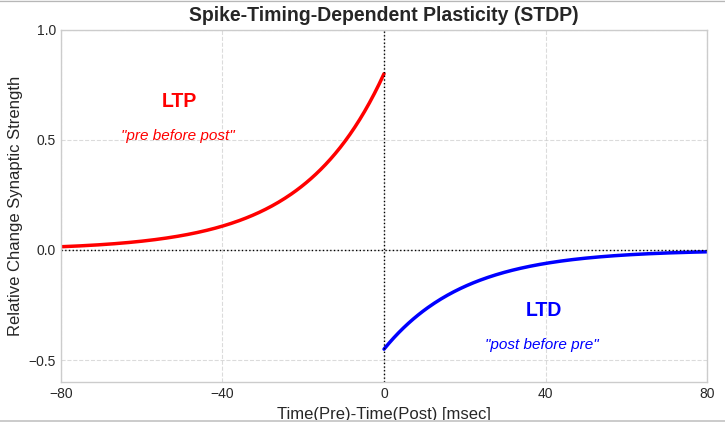 Spike-Timing-Dependent Plasticity (STDP)
1.0
LTP
"pre before post"
0.5
Relative Change Synaptic Strength
0.0
LTD
"post before pre"
−0.5
−80
−40
0
40
80
Time(Pre)-Time(Post) [msec]